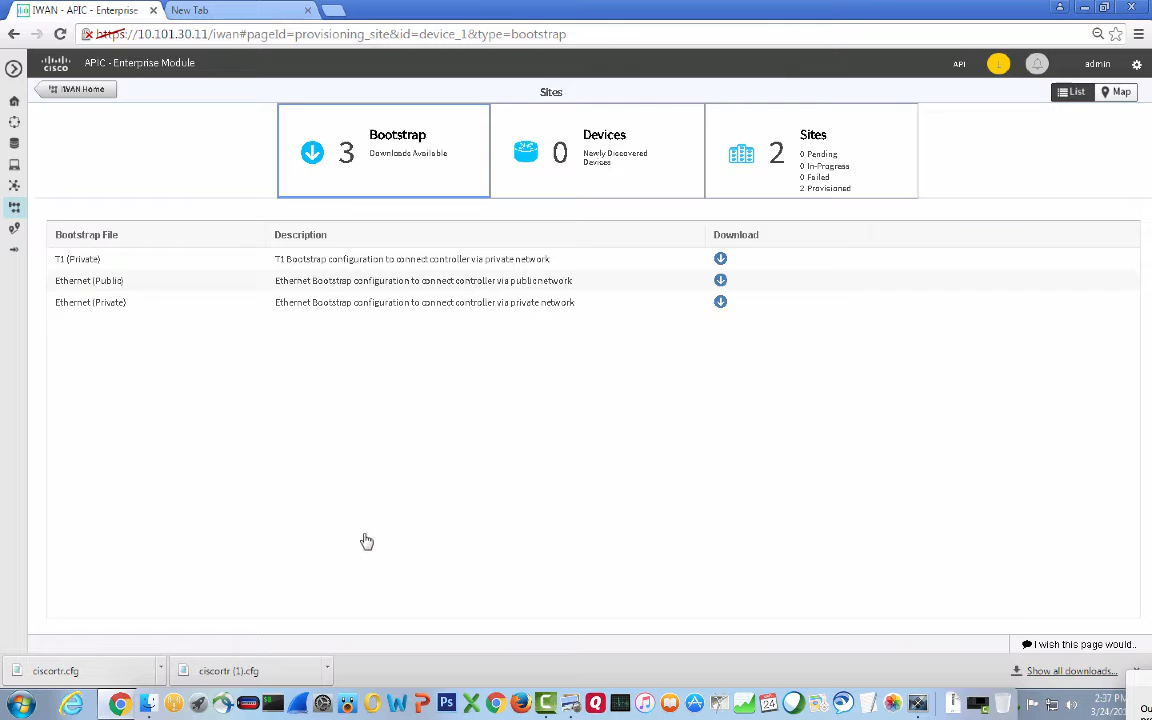 IWAN - APIC - Enterprise
New Tab
https://10.101.30.11/iwan#pageId=provisioning_site&id=device_1&type=bootstrap
cisco
APIC - Enterprise Module
API
admin
IWAN Home
Sites
List
Map
3
Bootstrap
Downloads Available
0
Devices
Newly Discovered
Devices
2
Sites
0 Pending
0 In-Progress
0 Failed
2 Provisioned
Bootstrap File Description Download
T1 (Private) T1 Bootstrap configuration to connect controller via private network
Ethernet (Public) Ethernet Bootstrap configuration to connect controller via public network
Ethernet (Private) Ethernet Bootstrap configuration to connect controller via private network
I wish this page would..
ciscortr.cfg
ciscortr (1).cfg
Show all downloads...
2:37 PM